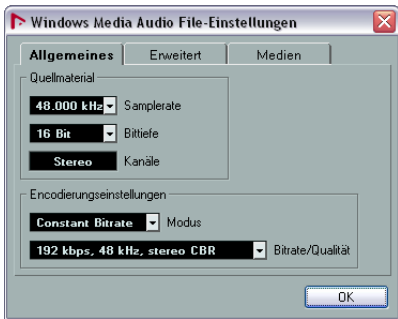 Windows Media Audio File-Einstellungen
Allgemeines Erweitert Medien
Quellmaterial
48.000 kHz Samplerate
16 Bit Bittiefe
Stereo Kanäle
Encodierungseinstellungen
Constant Bitrate Modus
192 kbps, 48 kHz, stereo CBR Bitrate/Qualität
OK